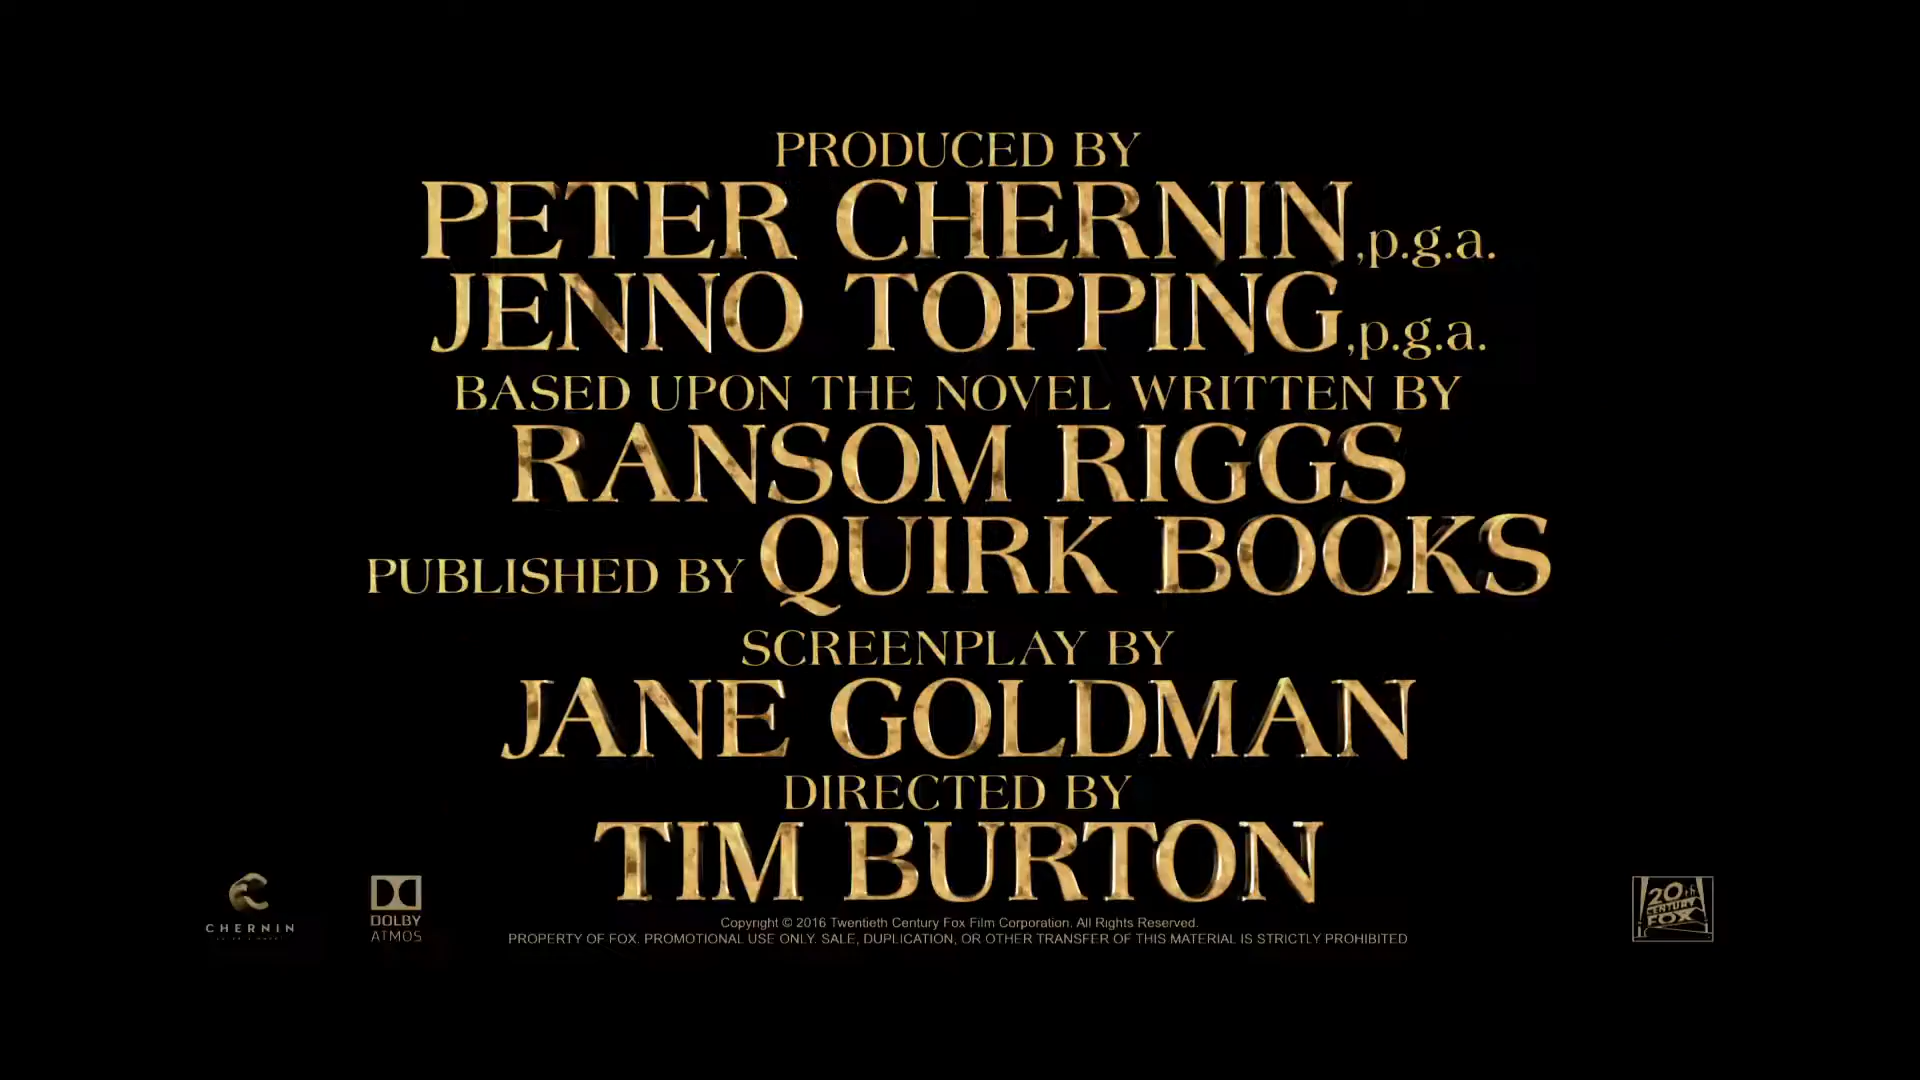 PRODUCED BY
PETER CHERNIN,p.g.a.
JENNO TOPPING,p.g.a.
BASED UPON THE NOVEL WRITTEN BY
RANSOM RIGGS
PUBLISHED BY QUIRK BOOKS
SCREENPLAY BY
JANE GOLDMAN
DIRECTED BY
TIM BURTON
CHERNIN
DOLBY
ATMOS
Copyright © 2016 Twentieth Century Fox Film Corporation. All Rights Reserved.
PROPERTY OF FOX. PROMOTIONAL USE ONLY. SALE, DUPLICATION, OR OTHER TRANSFER OF THIS MATERIAL IS STRICTLY PROHIBITED
20th
CENTURY
FOX